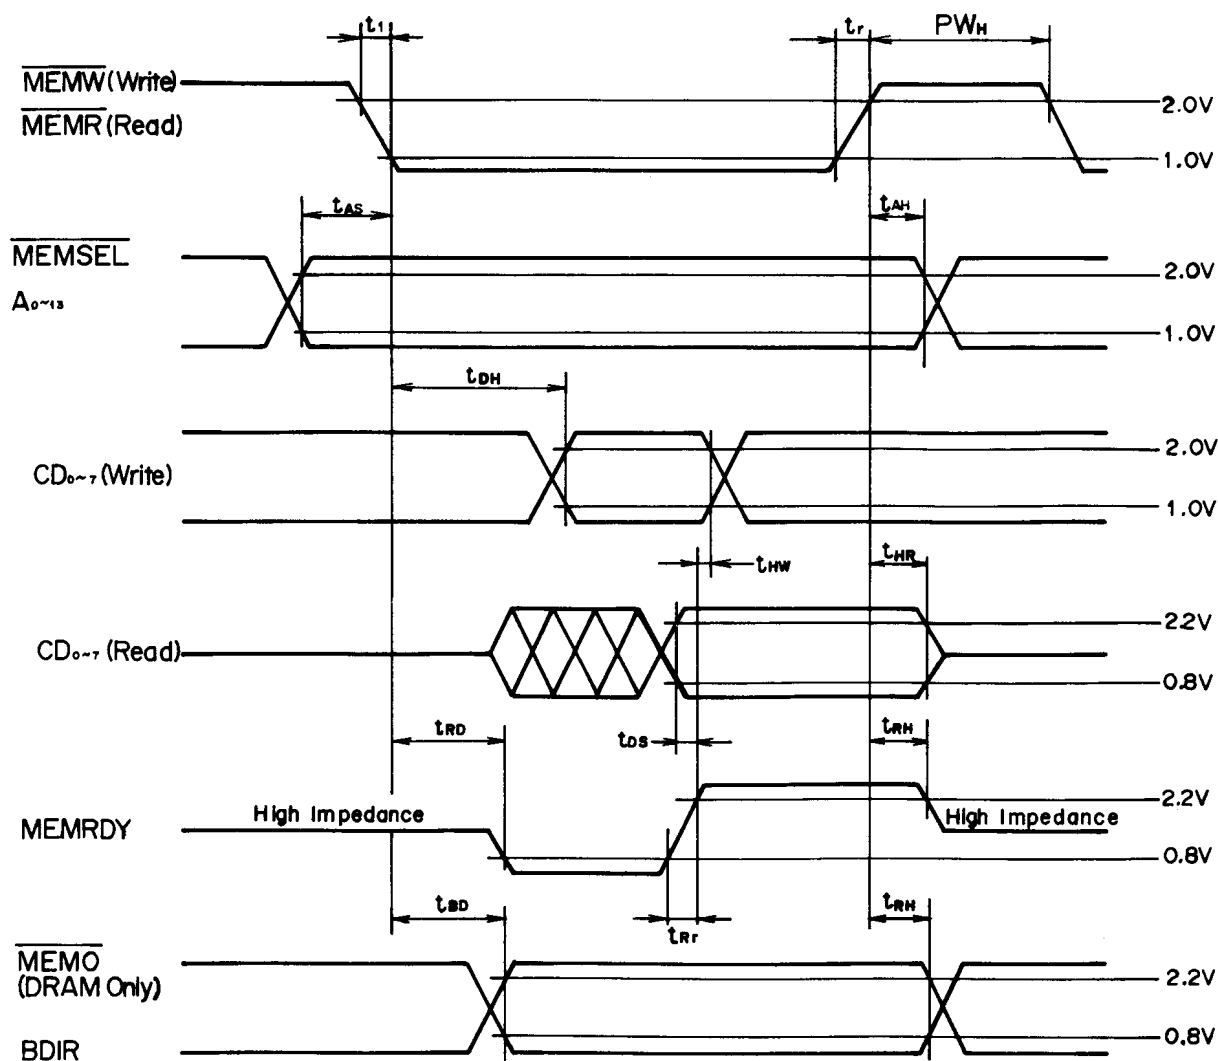 t₁ tr PWH
MEMW (Write)
2.0V
MEMR (Read)
1.0V
tAS tAH
MEMSEL
2.0V
A₀~₁₃
1.0V
tDH
2.0V
CD₀~₇ (Write)
1.0V
tHW tHR
2.2V
CD₀~₇ (Read)
0.8V
tRD tDS tRH
2.2V
High Impedance High Impedance
MEMRDY
0.8V
tBD tRr tRH
MEMO
2.2V
(DRAM Only)
0.8V
BDIR